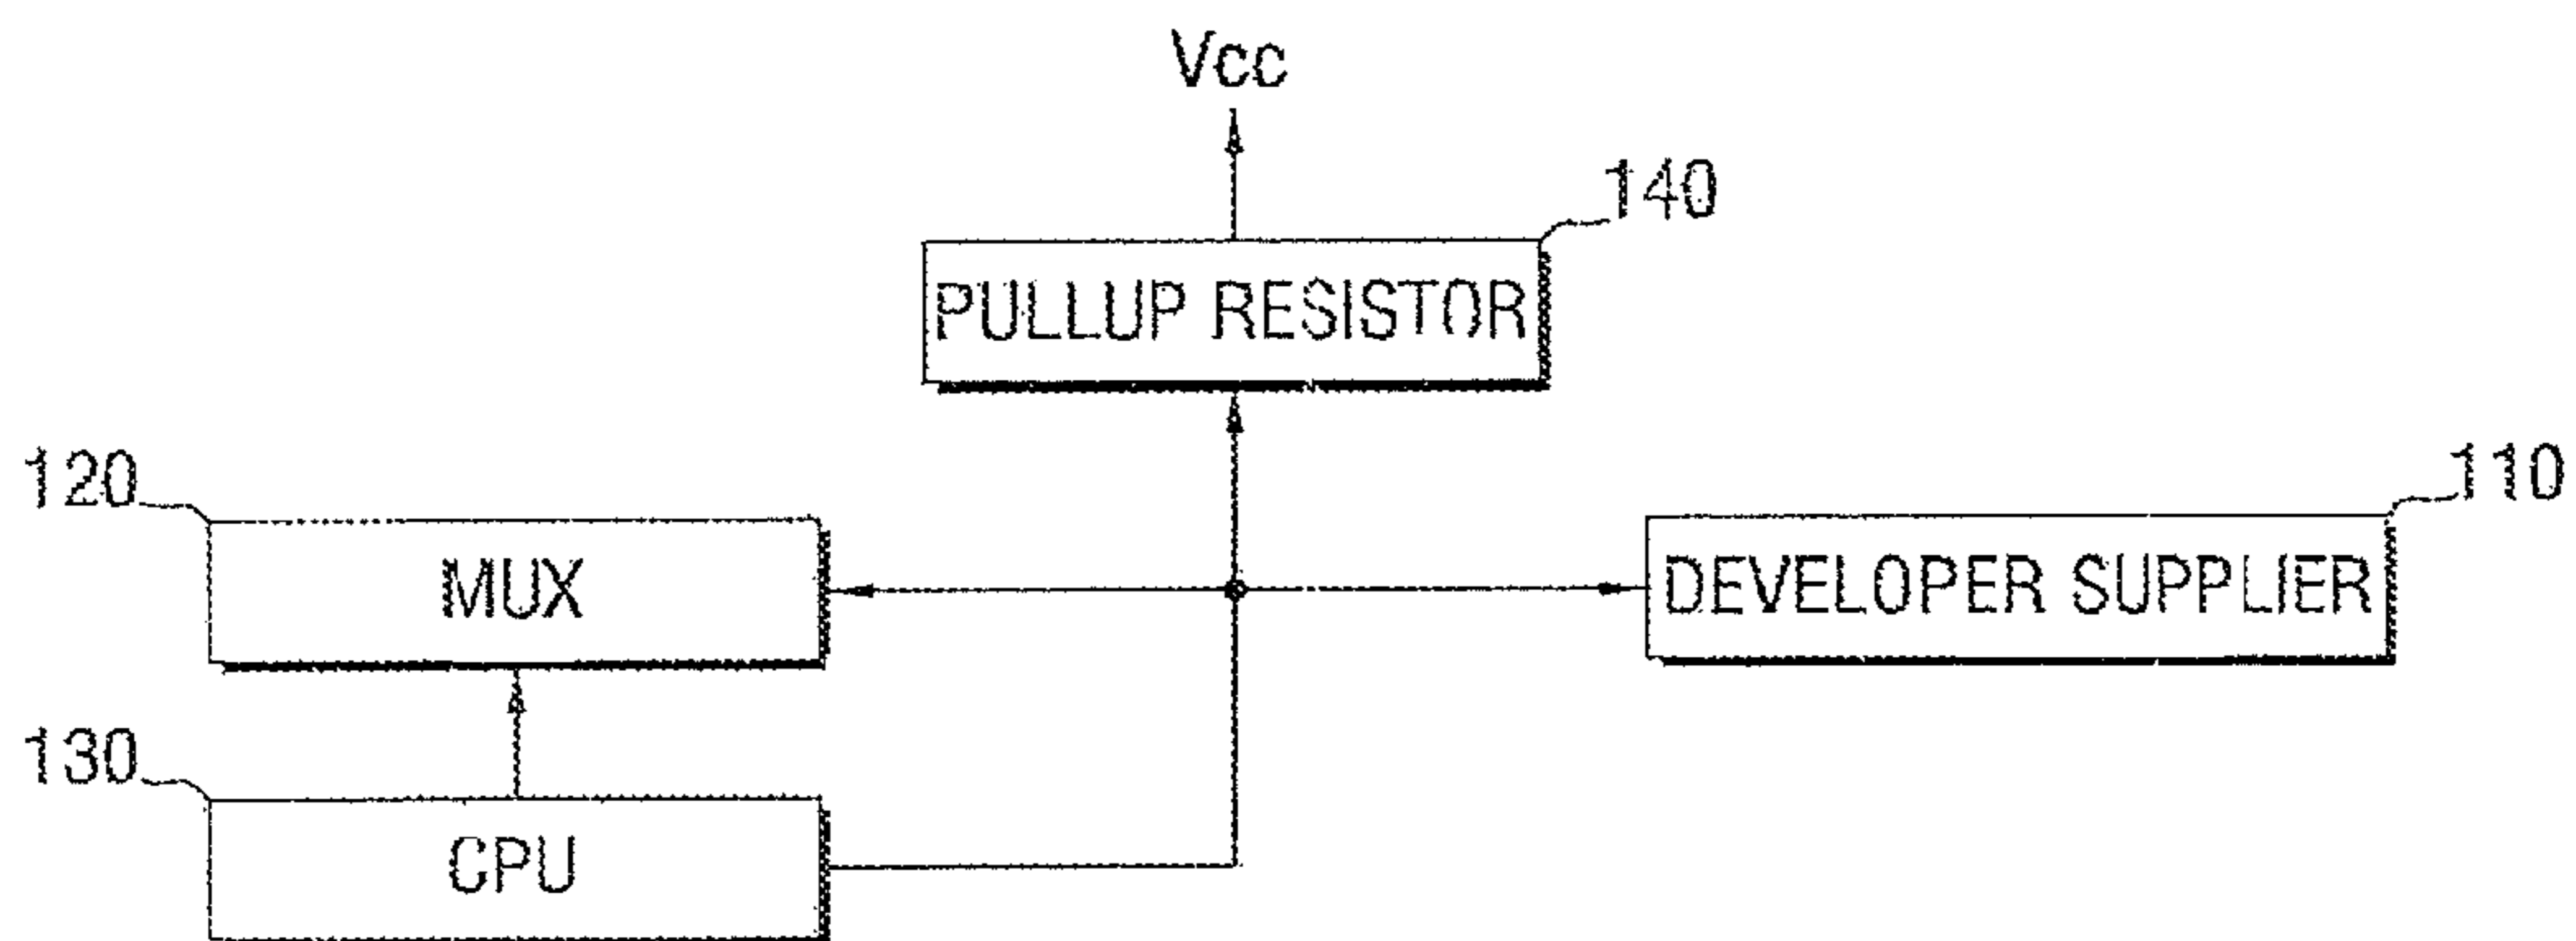 Vcc
140
PULLUP RESISTOR
120
110
MUX
DEVELOPER SUPPLIER
130
CPU